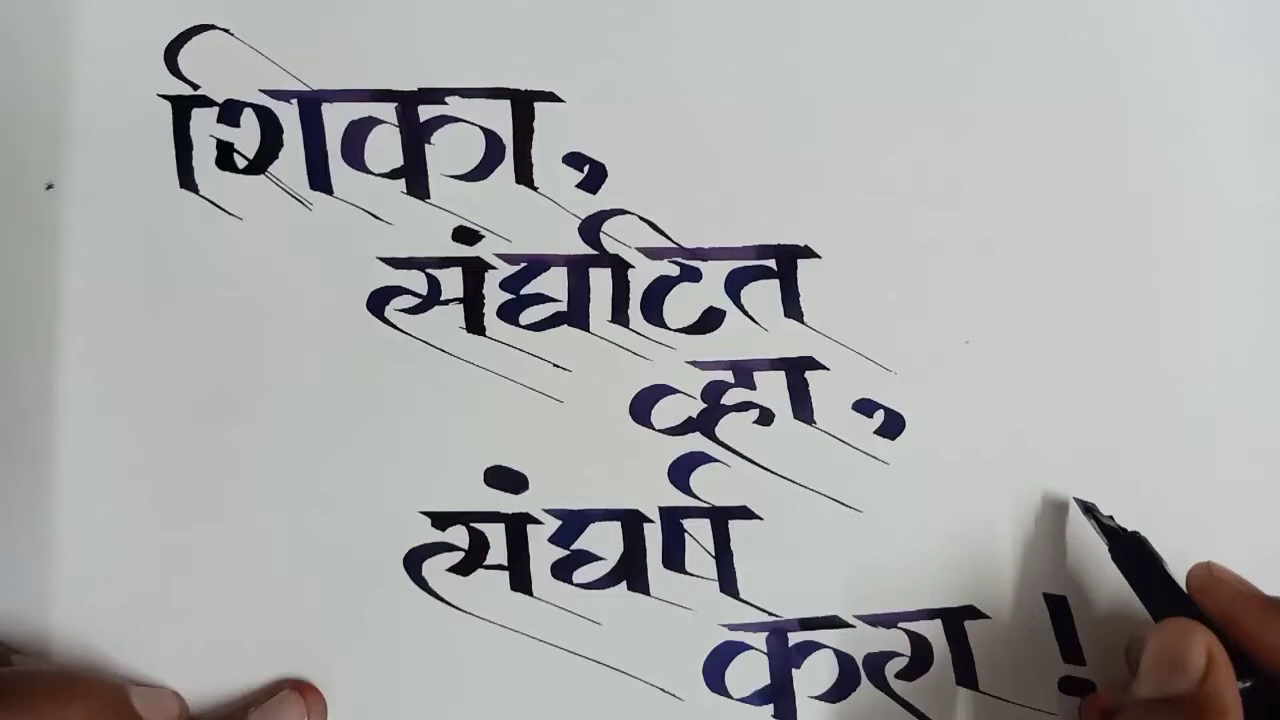 शिका,
संघटित
व्हा,
संघर्ष
करा !